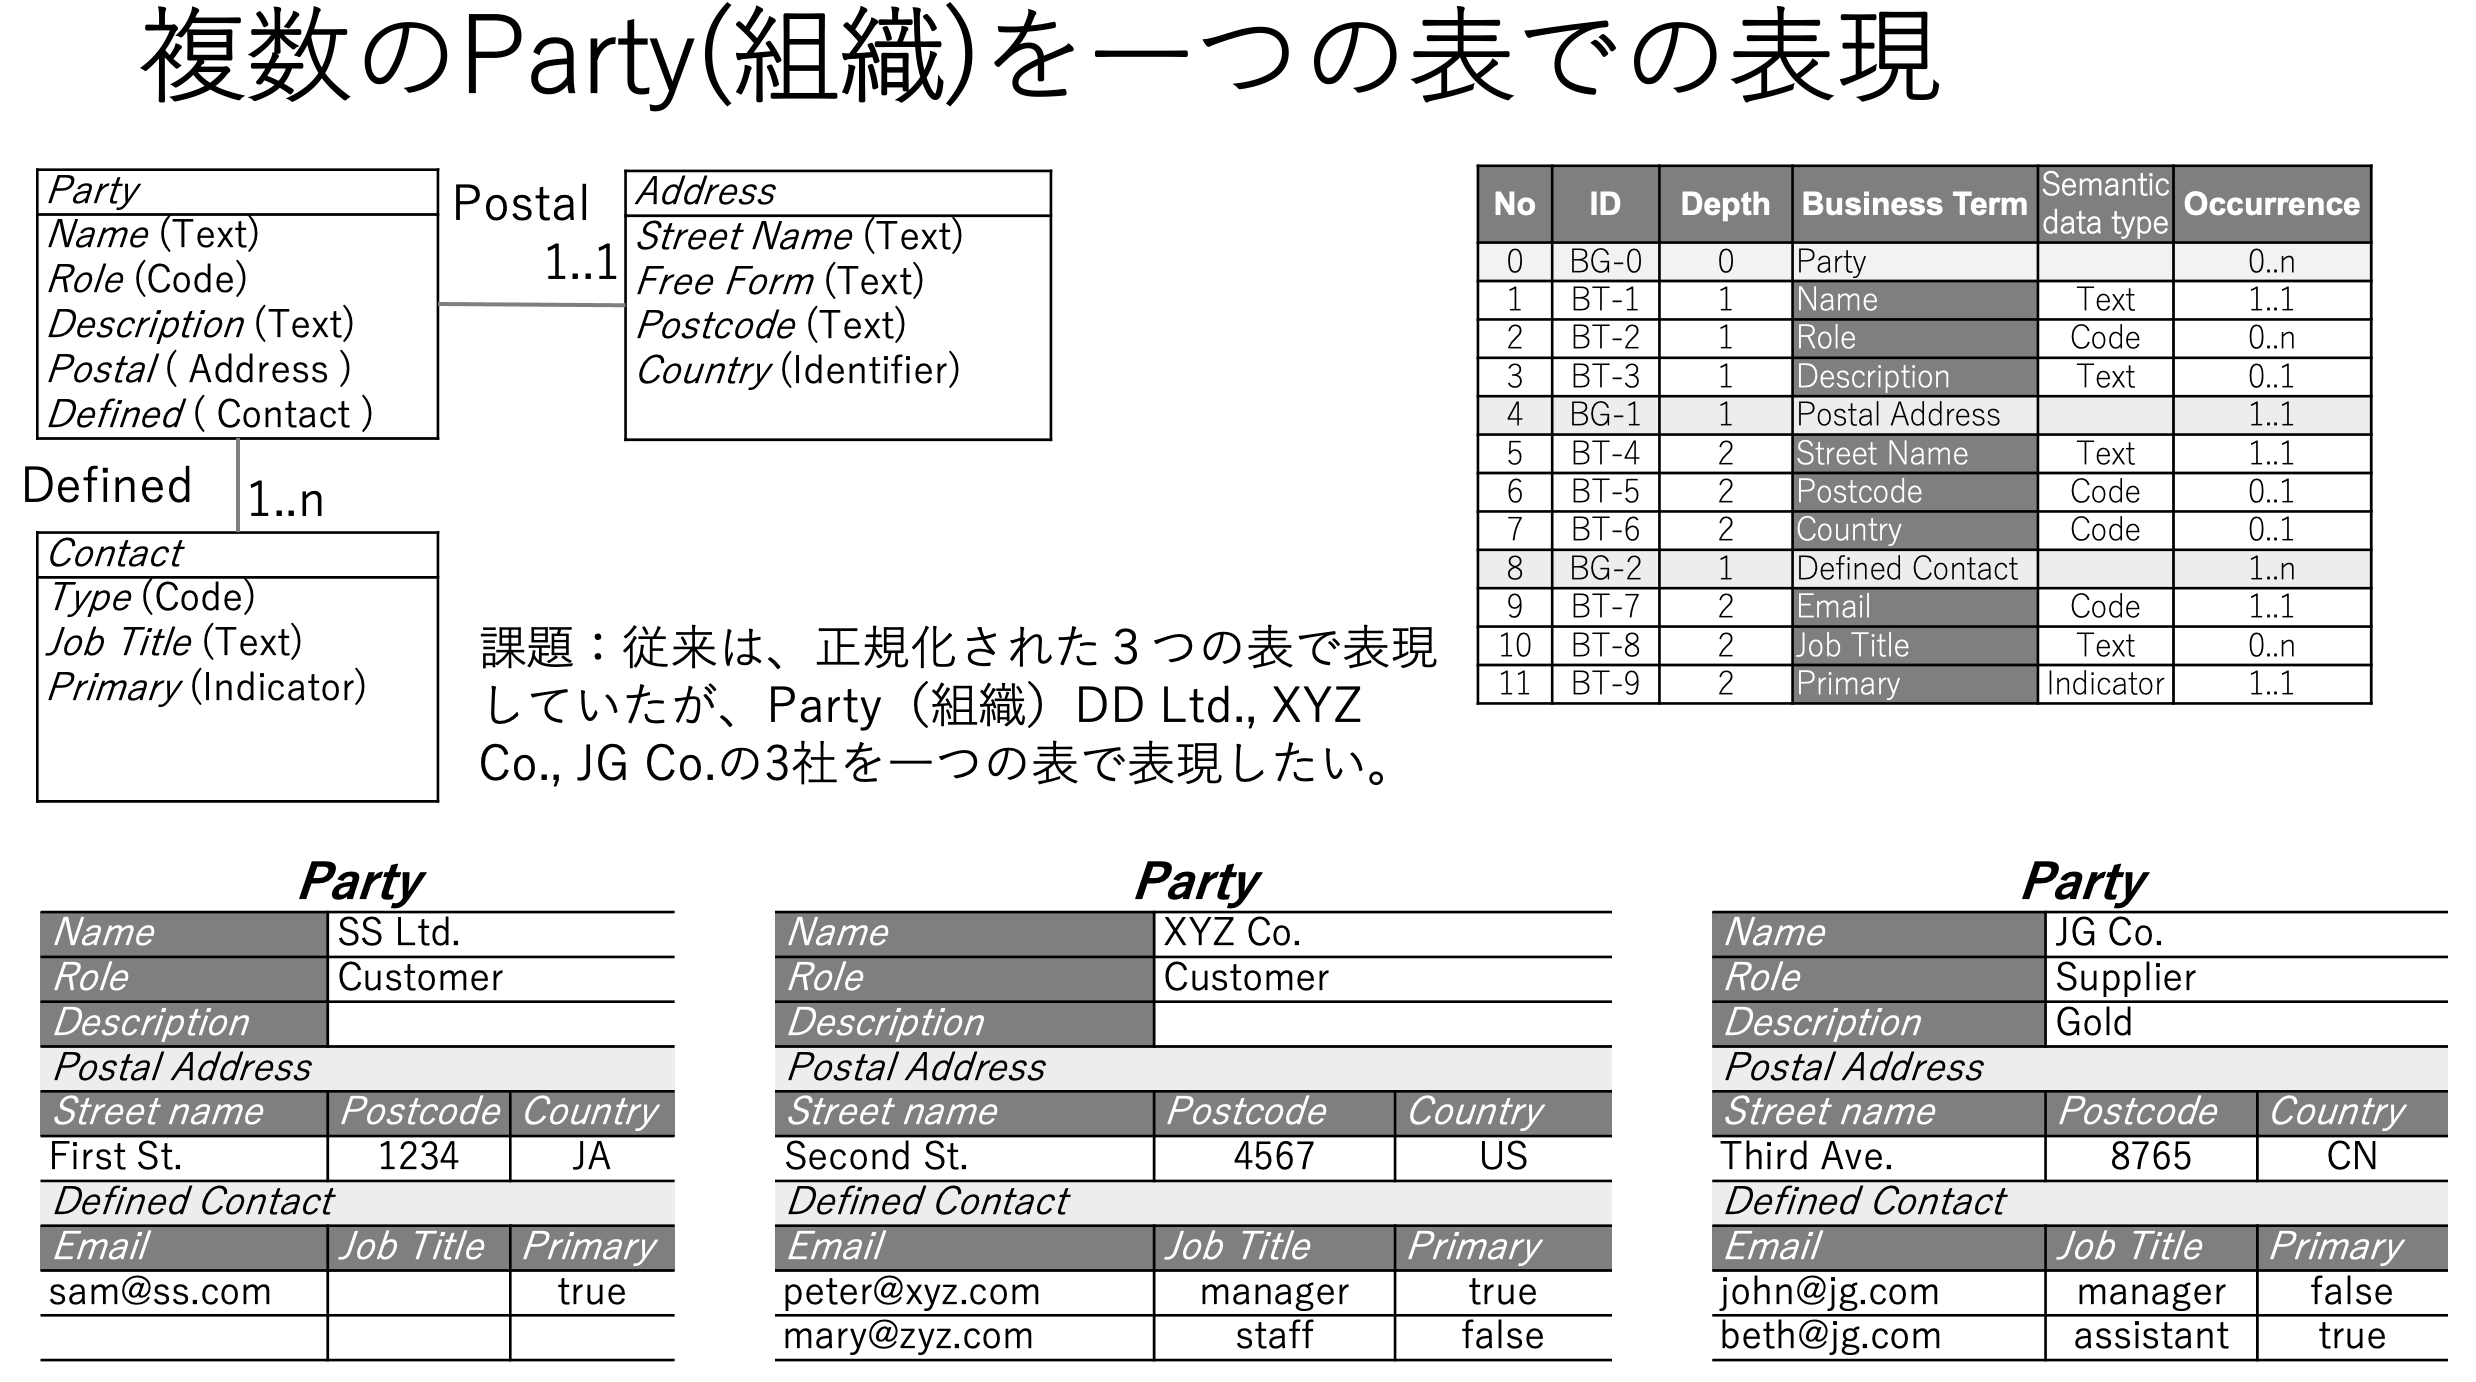 複数のParty(組織)を一つの表での表現
Party
Name (Text)
Role (Code)
Description (Text)
Postal ( Address )
Defined ( Contact )
Postal
1..1
Address
Street Name (Text)
Free Form (Text)
Postcode (Text)
Country (Identifier)
Defined
1..n
Contact
Type (Code)
Job Title (Text)
Primary (Indicator)
課題：従来は、正規化された３つの表で表現
していたが、Party（組織）DD Ltd., XYZ
Co., JG Co.の3社を一つの表で表現したい。
No ID Depth Business Term Semantic data type Occurrence
0 BG-0 0 Party 0..n
1 BT-1 1 Name Text 1..1
2 BT-2 1 Role Code 0..n
3 BT-3 1 Description Text 0..1
4 BG-1 1 Postal Address 1..1
5 BT-4 2 Street Name Text 1..1
6 BT-5 2 Postcode Code 0..1
7 BT-6 2 Country Code 0..1
8 BG-2 1 Defined Contact 1..n
9 BT-7 2 Email Code 1..1
10 BT-8 2 Job Title Text 0..n
11 BT-9 2 Primary Indicator 1..1
Party
Name SS Ltd.
Role Customer
Description
Postal Address
Street name Postcode Country
First St. 1234 JA
Defined Contact
Email Job Title Primary
sam@ss.com true
Party
Name XYZ Co.
Role Customer
Description
Postal Address
Street name Postcode Country
Second St. 4567 US
Defined Contact
Email Job Title Primary
peter@xyz.com manager true
mary@zyz.com staff false
Party
Name JG Co.
Role Supplier
Description Gold
Postal Address
Street name Postcode Country
Third Ave. 8765 CN
Defined Contact
Email Job Title Primary
john@jg.com manager false
beth@jg.com assistant true